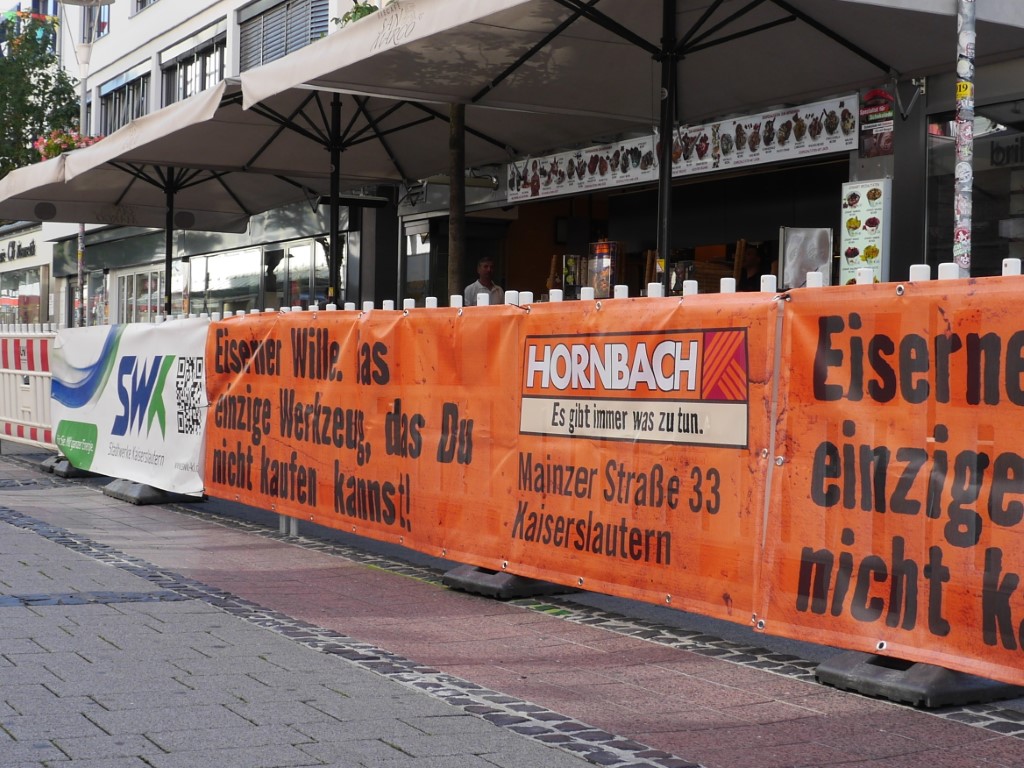 SWK
Stadtwerke Kaiserslautern
Eiserner Wille. das
einzige Werkzeug, das Du
nicht kaufen kannst!
HORNBACH
Es gibt immer was zu tun.
Mainzer Straße 33
Kaiserslautern
Eiserne
einzige
nicht k